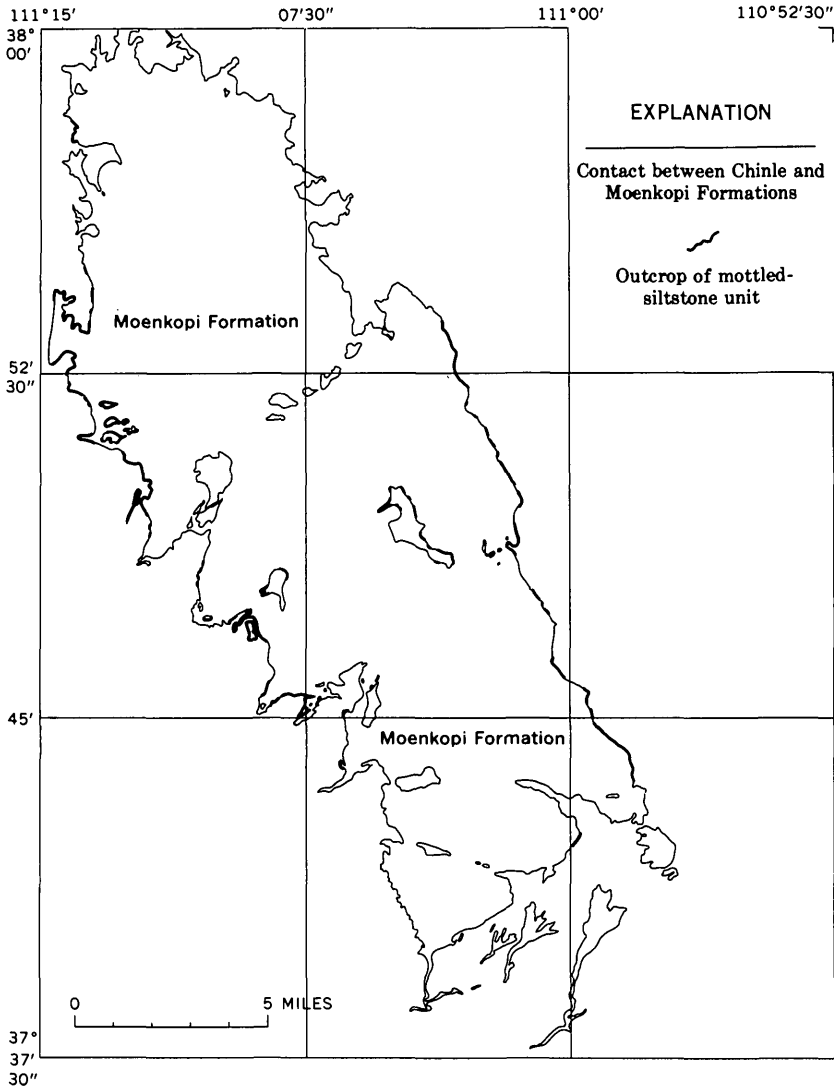 111°15′ 07′30″ 111°00′ 110°52′30″
38°
00′
EXPLANATION
Contact between Chinle and
Moenkopi Formations
Outcrop of mottled-
siltstone unit
Moenkopi Formation
52′
30″
45′
Moenkopi Formation
0 5 MILES
37°
37′
30″